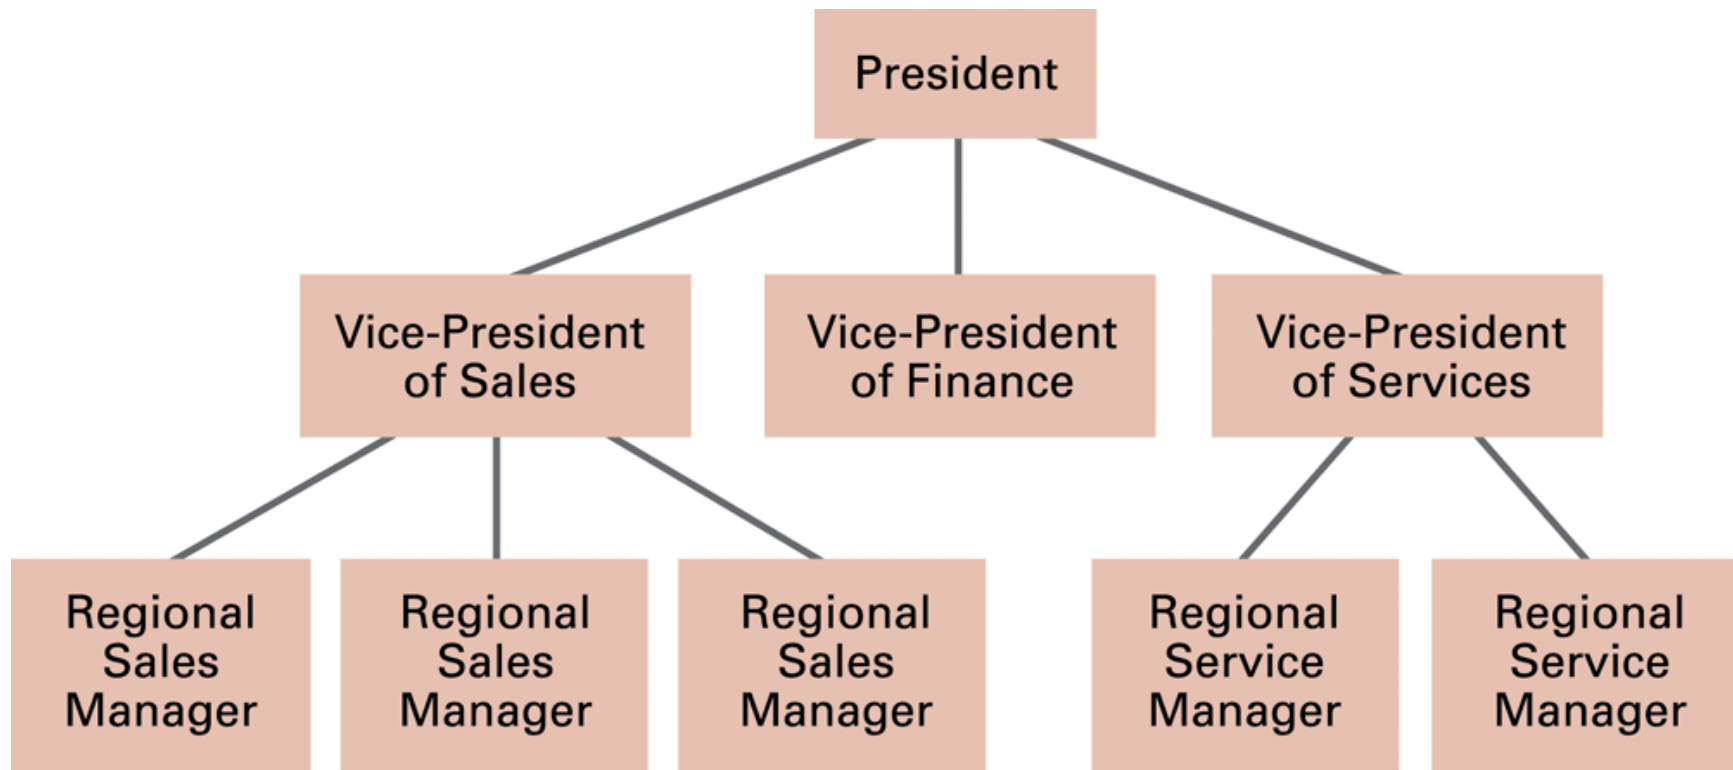 President
Vice-President
of Sales
Vice-President
of Finance
Vice-President
of Services
Regional
Sales
Manager
Regional
Sales
Manager
Regional
Sales
Manager
Regional
Service
Manager
Regional
Service
Manager